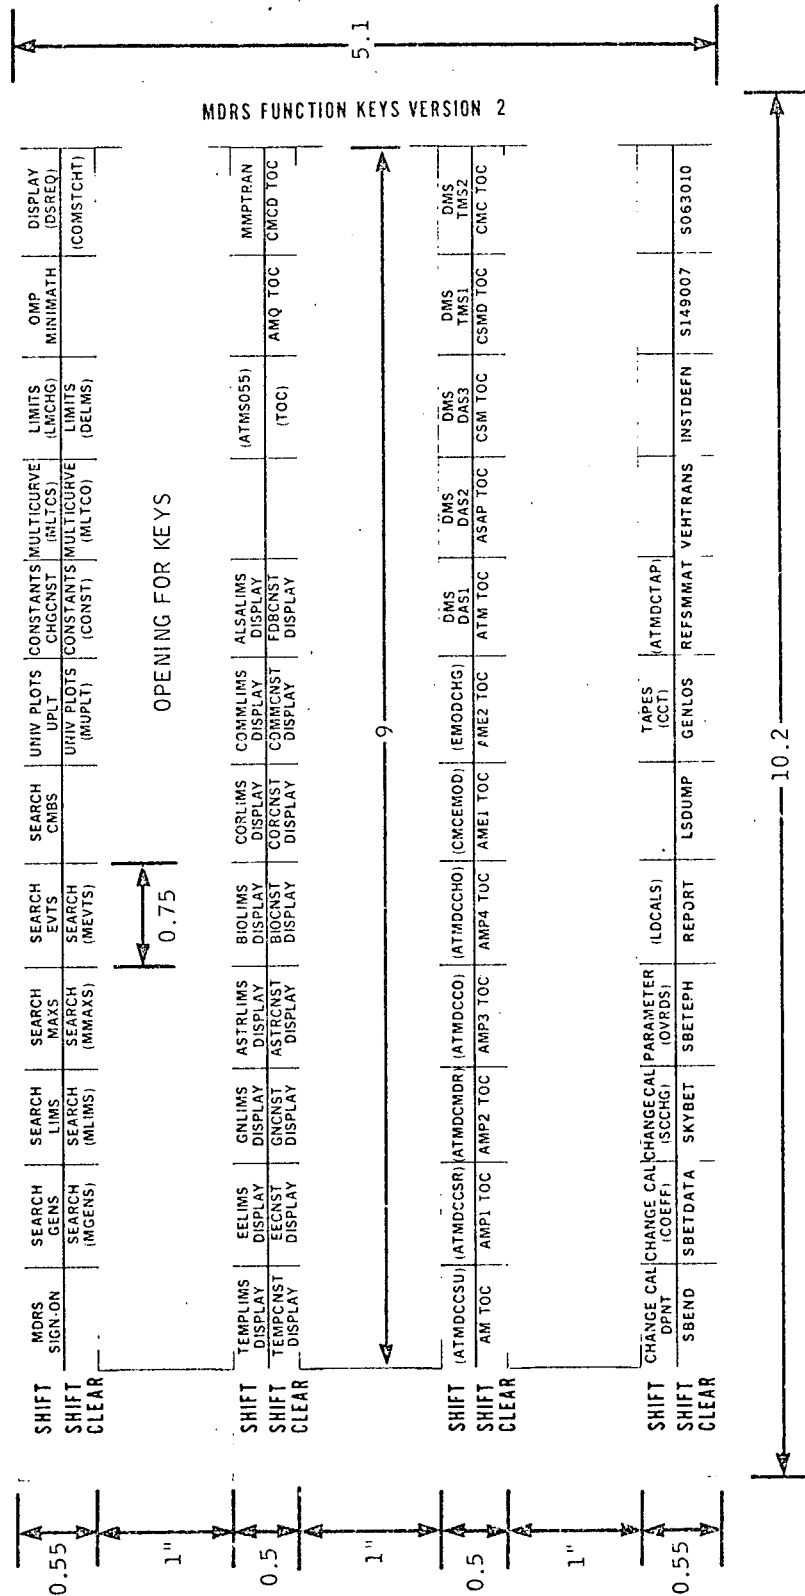 MDRS FUNCTION KEYS VERSION 2
5.1
0.55
SHIFT
MDRS
SIGN-ON
SEARCH
GENS
SEARCH
LIMS
SEARCH
MAXS
SEARCH
EVTS
SEARCH
CMBS
UNIV PLOTS
UPLT
CONSTANTS
CHGCNST
MULTICURVE
(MLTCS)
LIMITS
(LMCHG)
OMP
MINIMATH
DISPLAY
(DSREQ)
SHIFT
CLEAR
SEARCH
(MGENS)
SEARCH
(MLIMS)
SEARCH
(MMAXS)
SEARCH
(MEVTS)
UNIV PLOTS
(MUPLT)
CONSTANTS
(CONST)
MULTICURVE
(MLTCO)
LIMITS
(DELMS)
(COMSTCHT)
1"
0.75
OPENING FOR KEYS
0.5
SHIFT
TEMPLIMS
DISPLAY
EELIMS
DISPLAY
GNLIMS
DISPLAY
ASTRLIMS
DISPLAY
BIOLIMS
DISPLAY
CORLIMS
DISPLAY
COMMLIMS
DISPLAY
ALSALIMS
DISPLAY
(ATMS055)
MMPTRAN
SHIFT
CLEAR
TEMPCNST
DISPLAY
EECNST
DISPLAY
GNCNST
DISPLAY
ASTRCNST
DISPLAY
BIOCNST
DISPLAY
CORCNST
DISPLAY
COMMCNST
DISPLAY
FDBCNST
DISPLAY
(TOC)
AMQ TOC
CMCD TOC
1"
9
0.5
SHIFT
(ATMDCCSU)
(ATMDCCSR)
(ATMDCMDR)
(ATMDCCO)
(ATMDCCHO)
(CMCEMOD)
(EMODCHG)
DMS
DAS1
DMS
DAS2
DMS
DAS3
DMS
TMS1
DMS
TMS2
SHIFT
CLEAR
AM TOC
AMP1 TOC
AMP2 TOC
AMP3 TOC
AMP4 TOC
AME1 TOC
AME2 TOC
ATM TOC
ASAP TOC
CSM TOC
CSMD TOC
CMC TOC
1"
0.55
SHIFT
CHANGE CAL
DPNT
CHANGE CAL
(COEFF)
CHANGE CAL
(SCCHG)
PARAMETER
(OVRDS)
(LOCALS)
TAPES
(CCT)
(ATMDCTAP)
SHIFT
CLEAR
SBEND
SBETDATA
SKYBET
SBETEPH
REPORT
LSDUMP
GENLOS
REFSMMAT
VEHTRANS
INSTDEFN
S149007
S063010
10.2